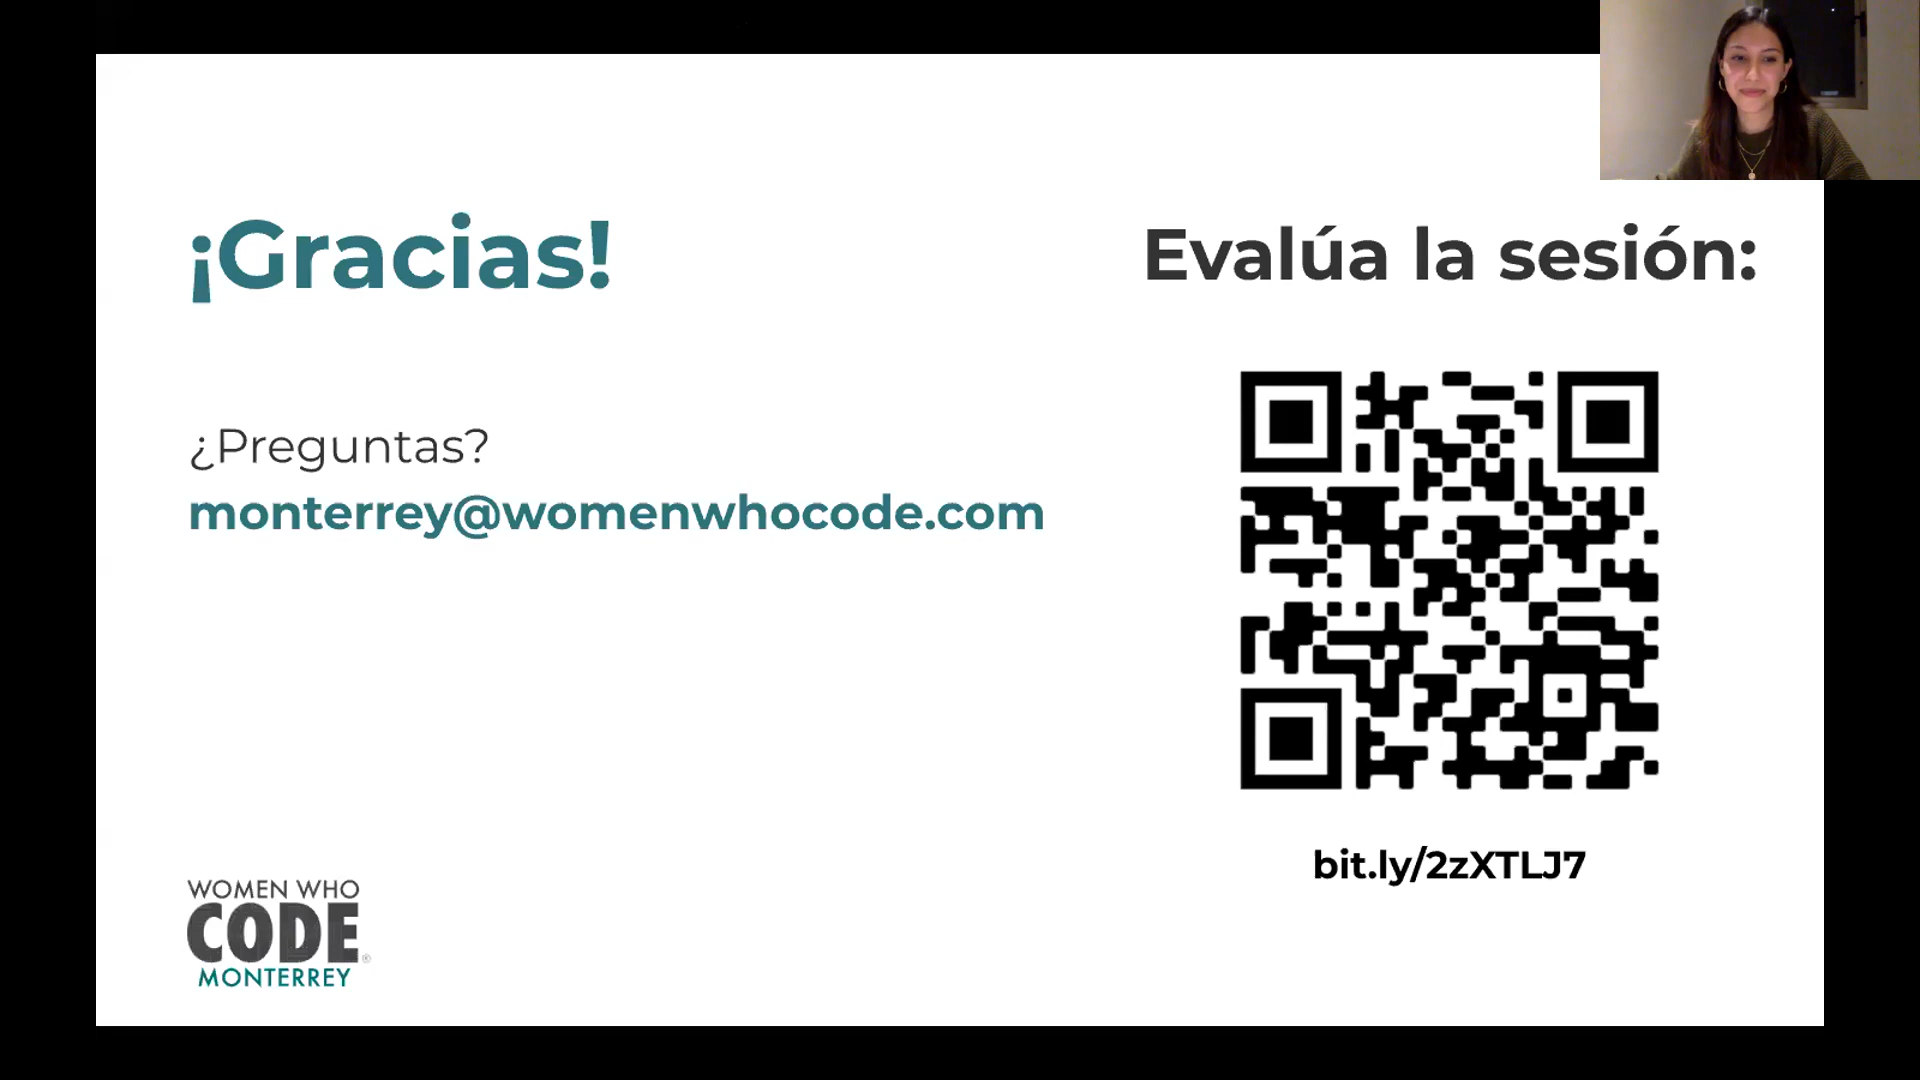 ¡Gracias!
¿Preguntas?
monterrey@womenwhocode.com
Evalúa la sesión:
bit.ly/2zXTLJ7
WOMEN WHO
CODE®
MONTERREY